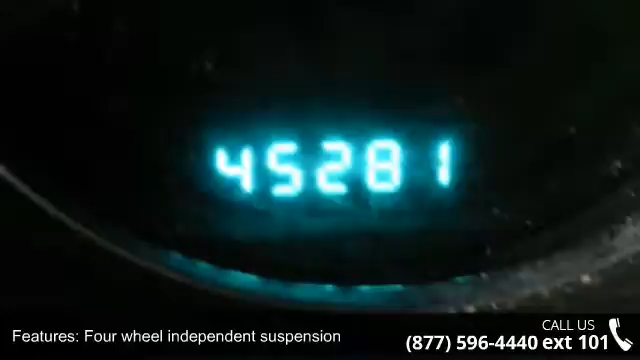 45281
CALL US
Features: Four wheel independent suspension
(877) 596-4440 ext 101